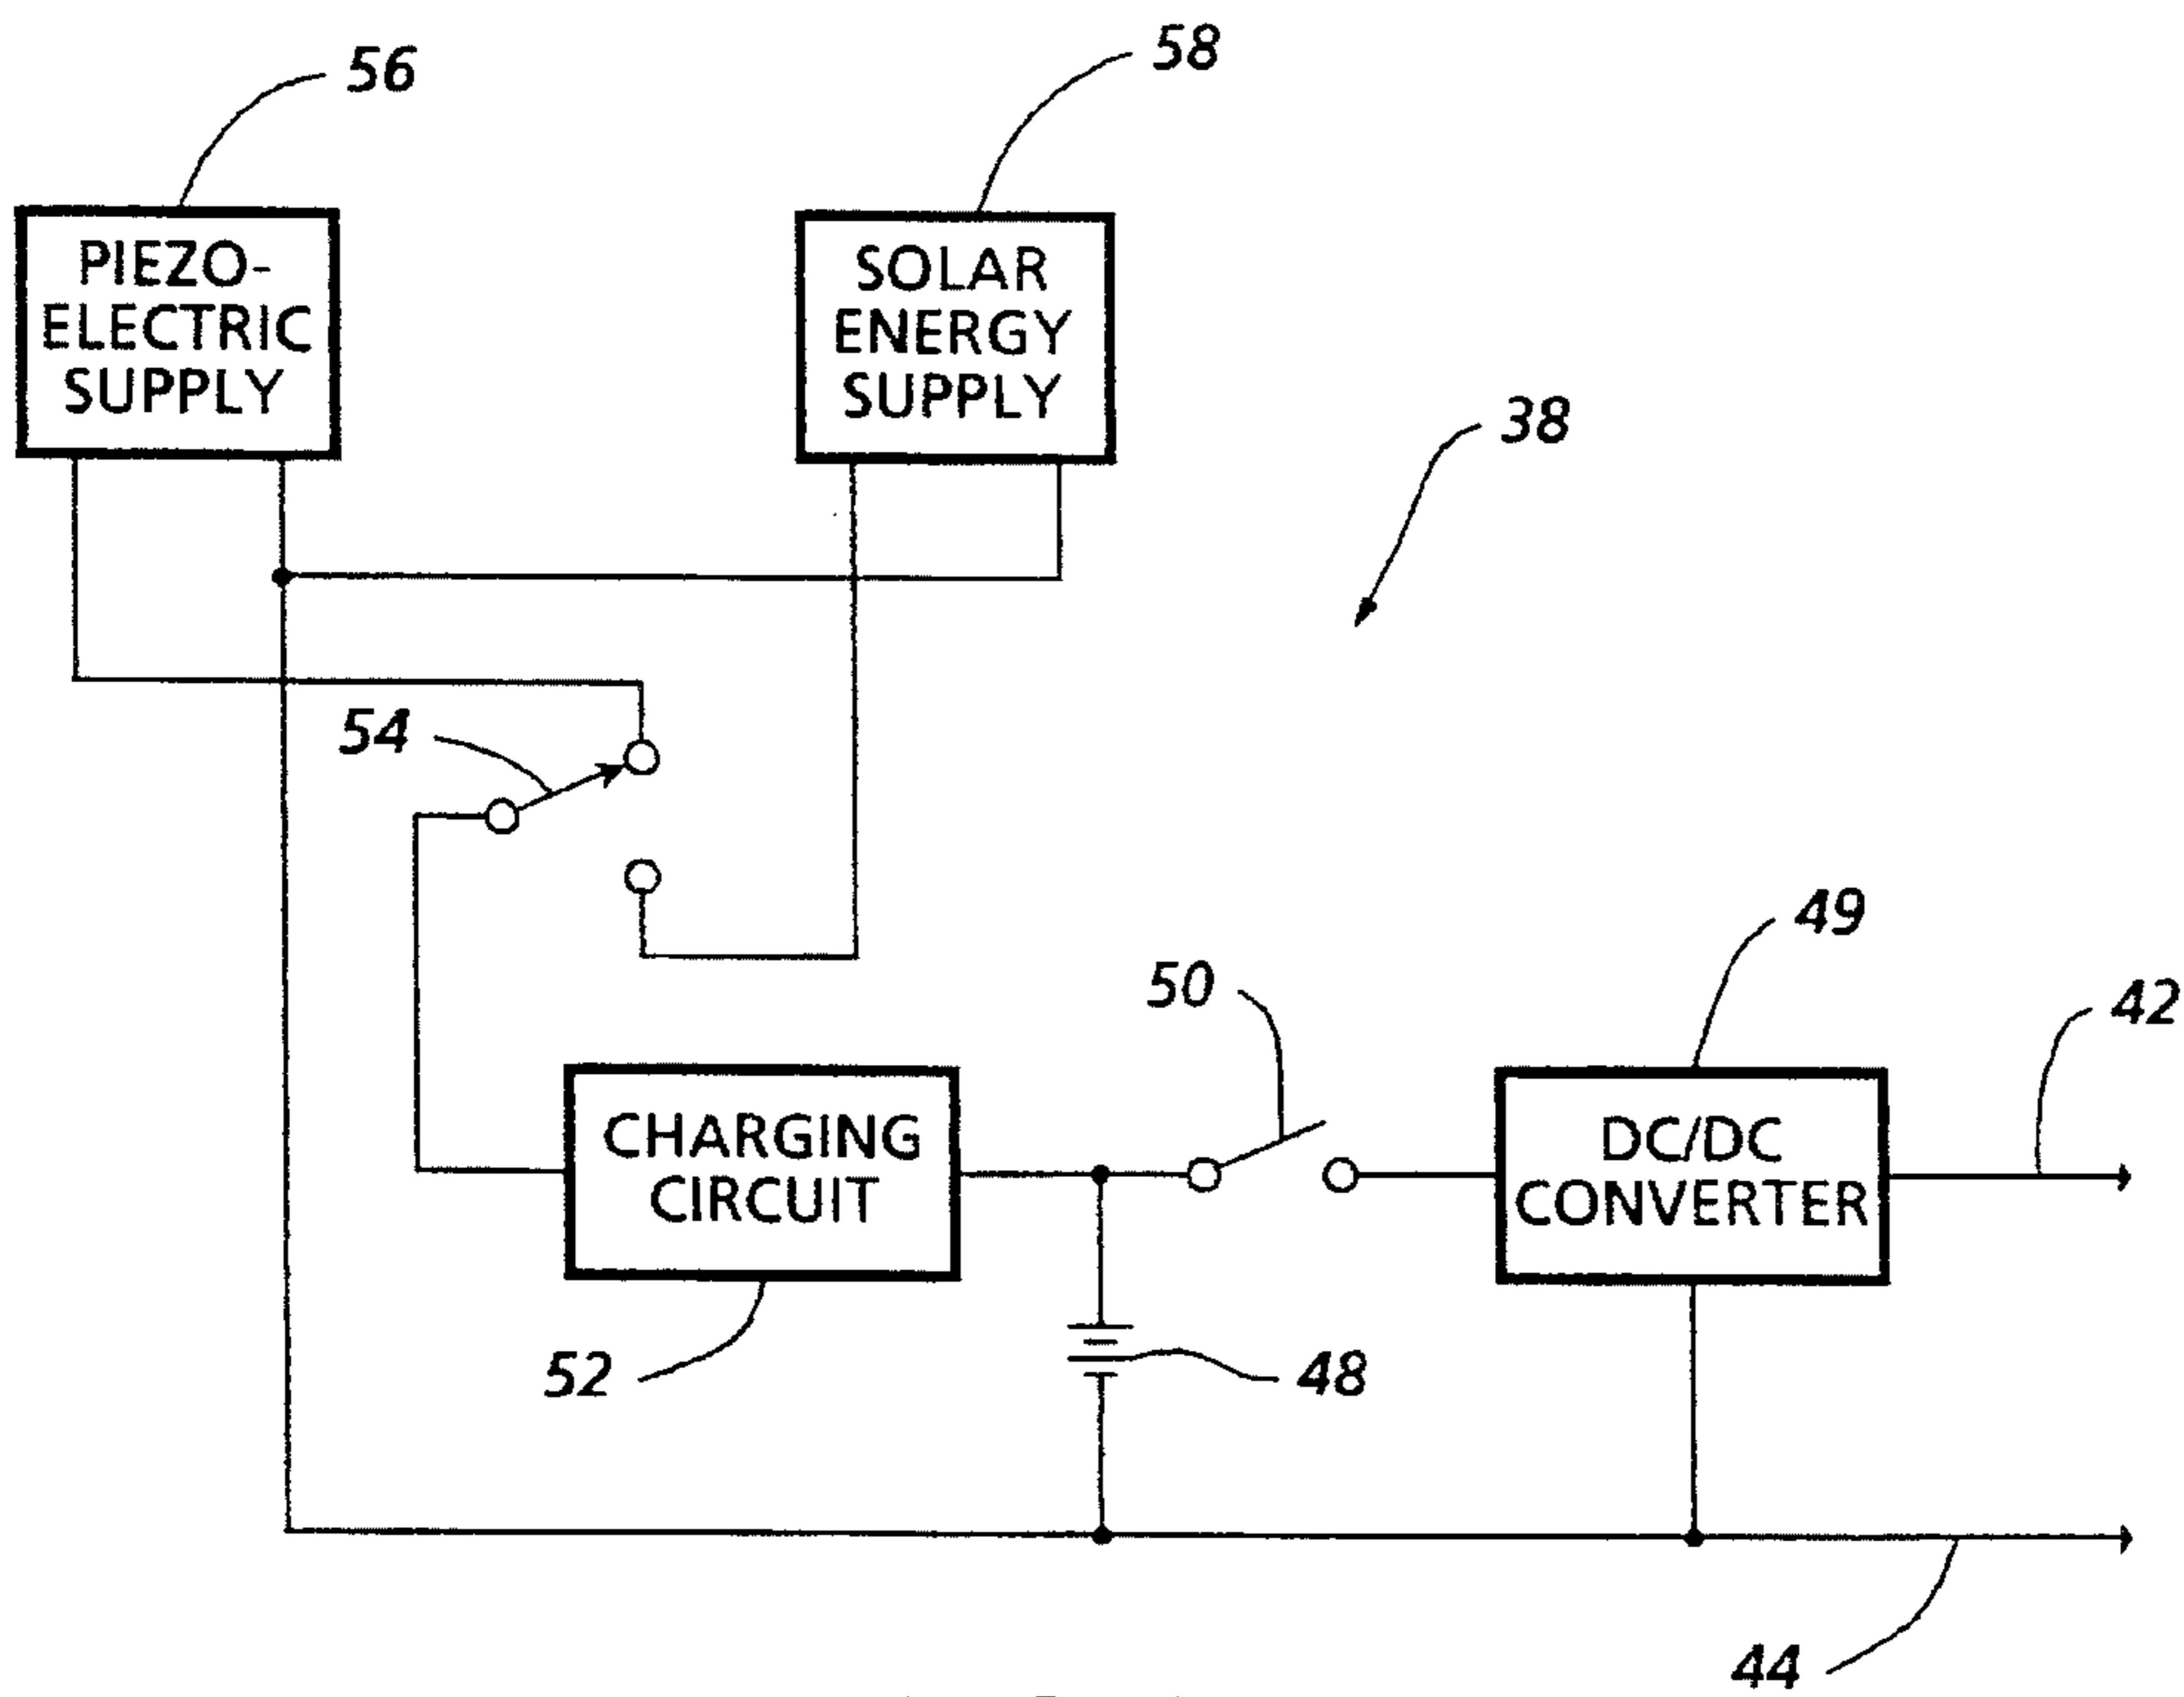 56
58
PIEZO-
ELECTRIC
SUPPLY
SOLAR
ENERGY
SUPPLY
38
54
49
50
42
CHARGING
CIRCUIT
DC/DC
CONVERTER
52
48
44